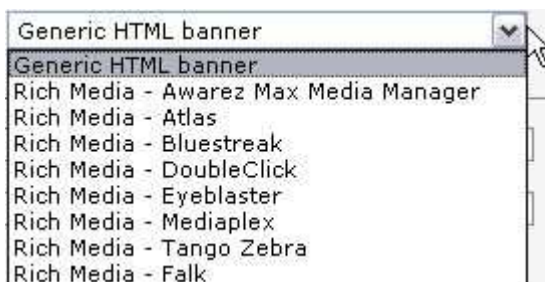 Generic HTML banner
Generic HTML banner
Rich Media - Awarez Max Media Manager
Rich Media - Atlas
Rich Media - Bluestreak
Rich Media - DoubleClick
Rich Media - Eyeblaster
Rich Media - Mediaplex
Rich Media - Tango Zebra
Rich Media - Falk